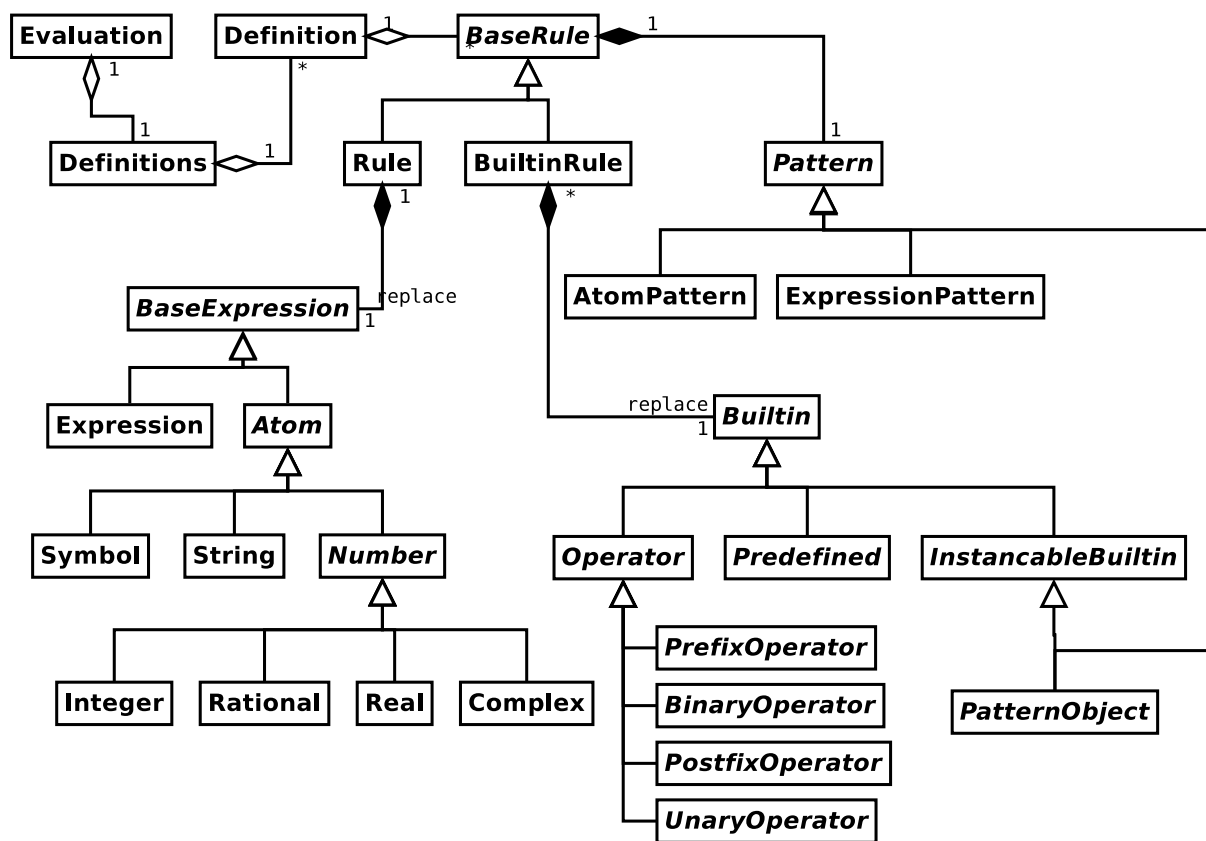 1
1
Evaluation
Definition
BaseRule
*
1
*
1
1
1
Definitions
Rule
BuiltinRule
Pattern
1
*
AtomPattern
ExpressionPattern
BaseExpression
replace
1
Expression
Atom
replace
Builtin
1
Symbol
String
Number
Operator
Predefined
InstancableBuiltin
PrefixOperator
Integer
Rational
Real
Complex
BinaryOperator
PatternObject
PostfixOperator
UnaryOperator